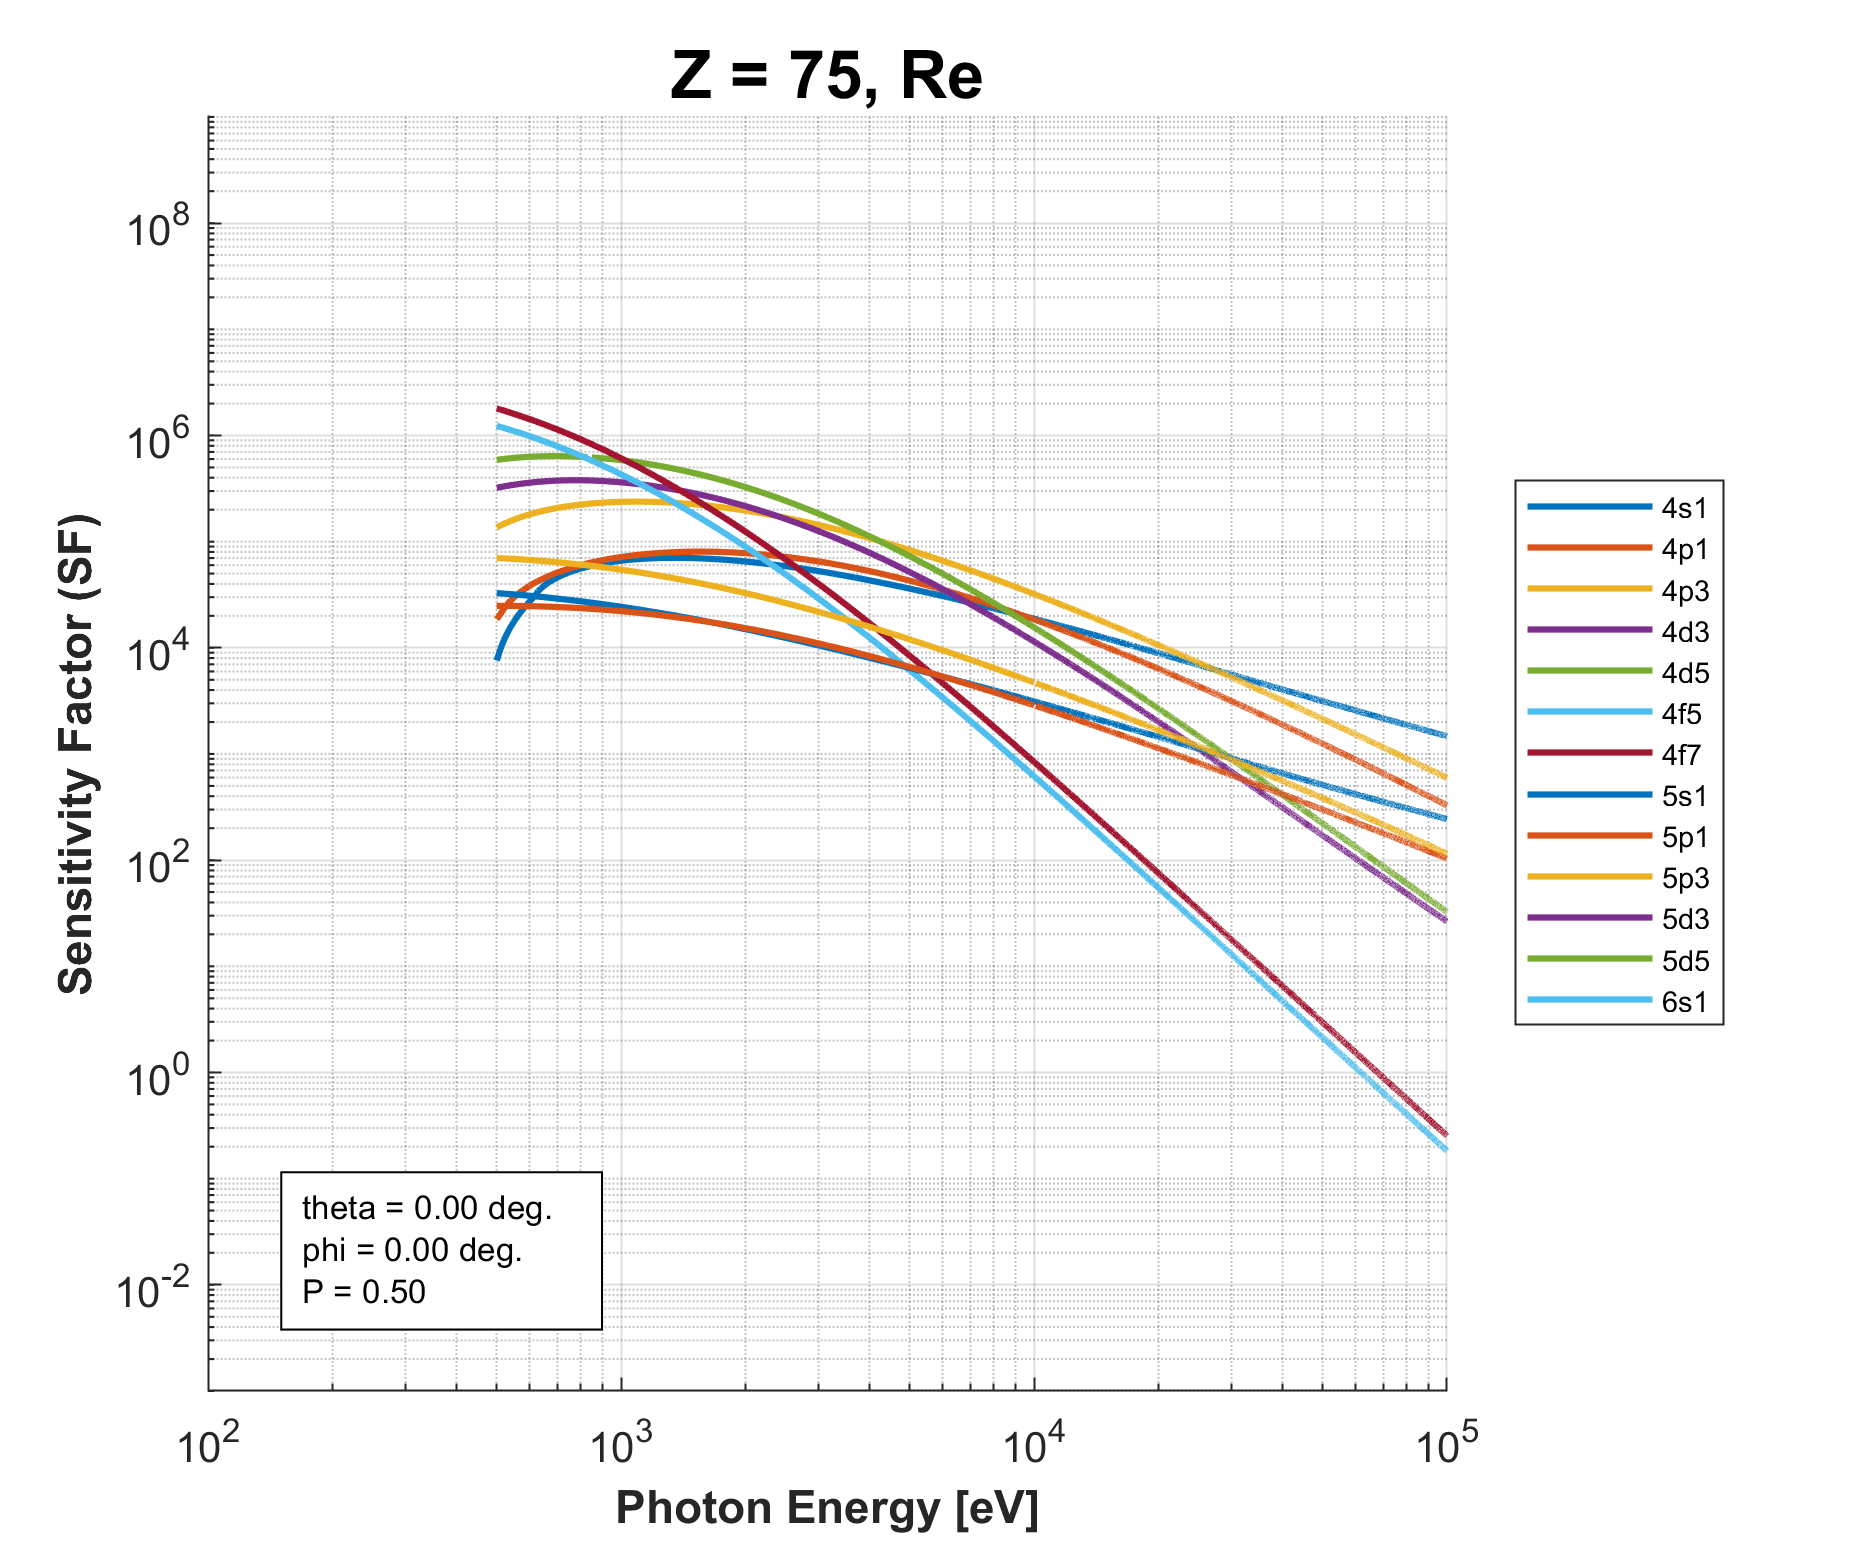 Z = 75, Re
Sensitivity Factor (SF)
10^8
10^6
10^4
10^2
10^0
10^-2
10^2
10^3
10^4
10^5
Photon Energy [eV]
theta = 0.00 deg.
phi = 0.00 deg.
P = 0.50
4s1
4p1
4p3
4d3
4d5
4f5
4f7
5s1
5p1
5p3
5d3
5d5
6s1